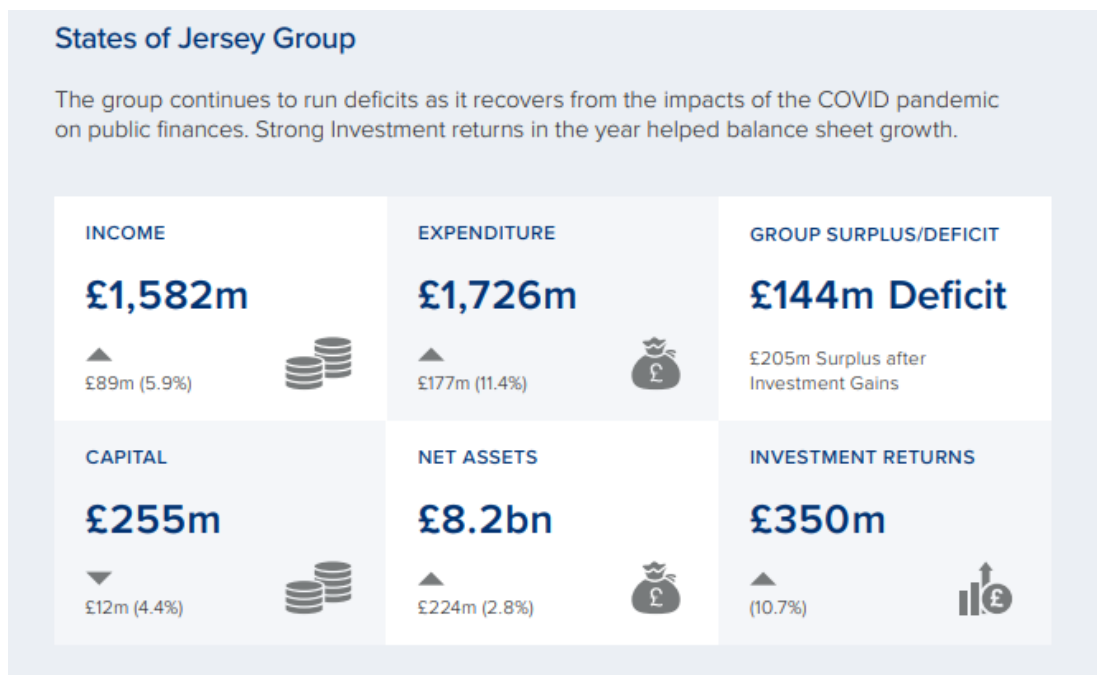 States of Jersey Group
The group continues to run deficits as it recovers from the impacts of the COVID pandemic
on public finances. Strong Investment returns in the year helped balance sheet growth.
INCOME
£1,582m
£89m (5.9%)
EXPENDITURE
£1,726m
£
£177m (11.4%)
GROUP SURPLUS/DEFICIT
£144m Deficit
£205m Surplus after
Investment Gains
CAPITAL
£255m
£12m (4.4%)
NET ASSETS
£8.2bn
£
£224m (2.8%)
INVESTMENT RETURNS
£350m
£
(10.7%)